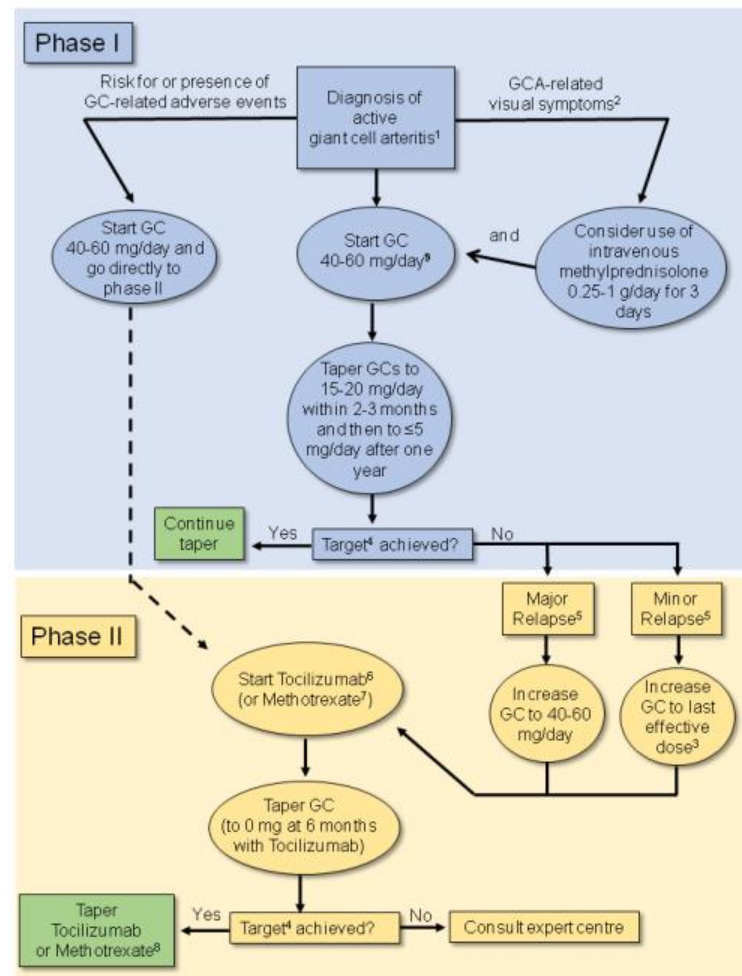 Phase I
Risk for or presence of
GC-related adverse events
Diagnosis of
active
giant cell arteritis¹
GCA-related
visual symptoms²
Start GC
40-60 mg/day and
go directly to
phase II
Start GC
40-60 mg/day⁹
and
Consider use of
intravenous
methylprednisolone
0.25-1 g/day for 3
days
Taper GCs to
15-20 mg/day
within 2-3 months
and then to ≤5
mg/day after one
year
Continue
taper
Yes
Target⁴ achieved?
No
Phase II
Major
Relapse⁵
Minor
Relapse⁵
Start Tocilizumab⁶
(or Methotrexate⁷)
Increase
GC to 40-60
mg/day
Increase
GC to last
effective
dose³
Taper GC
(to 0 mg at 6 months
with Tocilizumab)
Taper
Tocilizumab
or Methotrexate⁸
Yes
Target⁴ achieved?
No
Consult expert centre